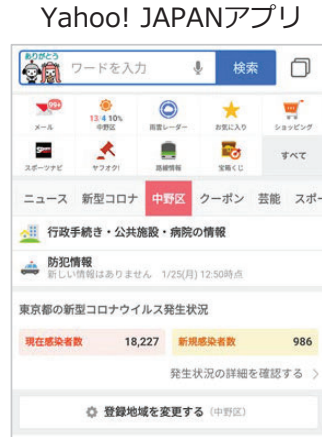 Yahoo! JAPANアプリ
ありがとう
ワードを入力
検索
99+
メール
13/4 10%
中野区
雨雲レーダー
お気に入り
ショッピング
スポーツナビ
ヤフオク!
路線情報
宝箱くじ
すべて
ニュース 新型コロナ 中野区 クーポン 芸能 スポー
行政手続き・公共施設・病院の情報
防犯情報
新しい情報はありません 1/25(月) 12:50時点
東京都の新型コロナウイルス発生状況
現在感染者数 18,227 新規感染者数 986
発生状況の詳細を確認する
登録地域を変更する(中野区)